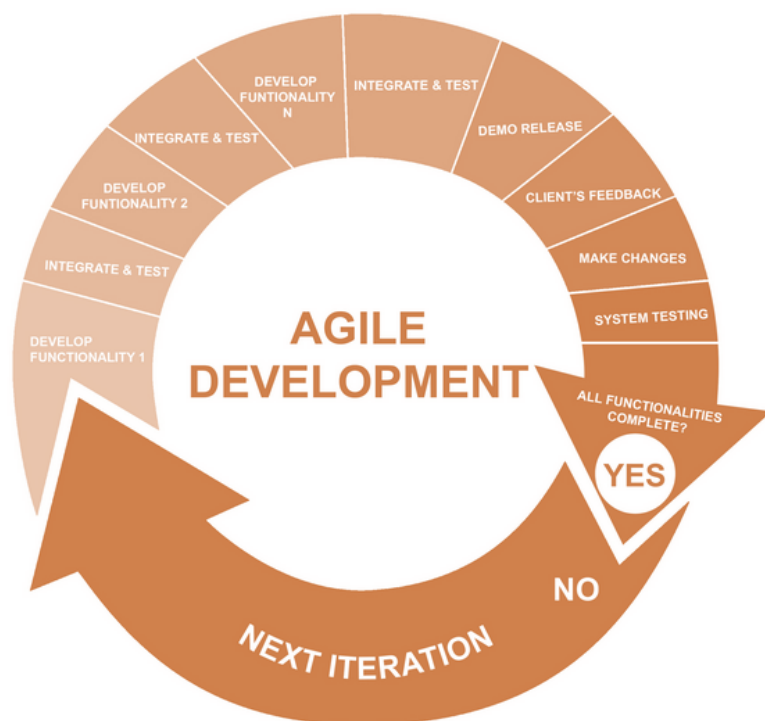 AGILE
DEVELOPMENT
DEVELOP
FUNCTIONALITY 1
INTEGRATE & TEST
DEVELOP
FUNTIONALITY 2
INTEGRATE & TEST
DEVELOP
FUNTIONALITY
N
INTEGRATE & TEST
DEMO RELEASE
CLIENT'S FEEDBACK
MAKE CHANGES
SYSTEM TESTING
ALL FUNCTIONALITIES
COMPLETE?
YES
NO
NEXT ITERATION